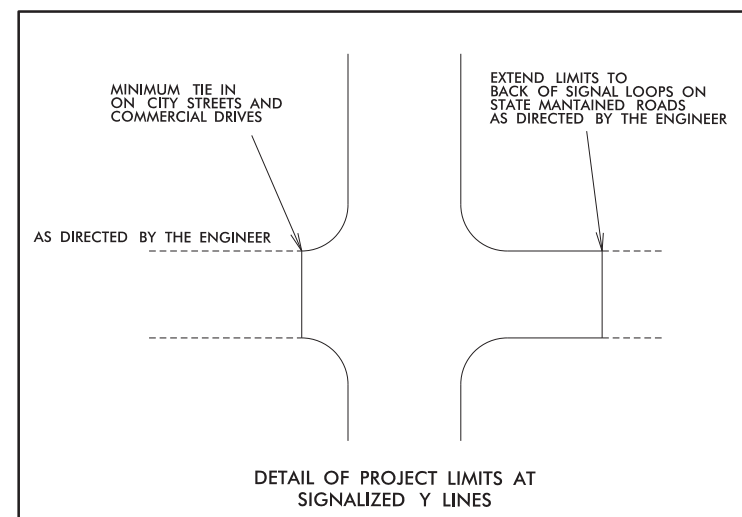 MINIMUM TIE IN
ON CITY STREETS AND
COMMERCIAL DRIVES
EXTEND LIMITS TO
BACK OF SIGNAL LOOPS ON
STATE MANTAINED ROADS
AS DIRECTED BY THE ENGINEER
AS DIRECTED BY THE ENGINEER
DETAIL OF PROJECT LIMITS AT
SIGNALIZED Y LINES